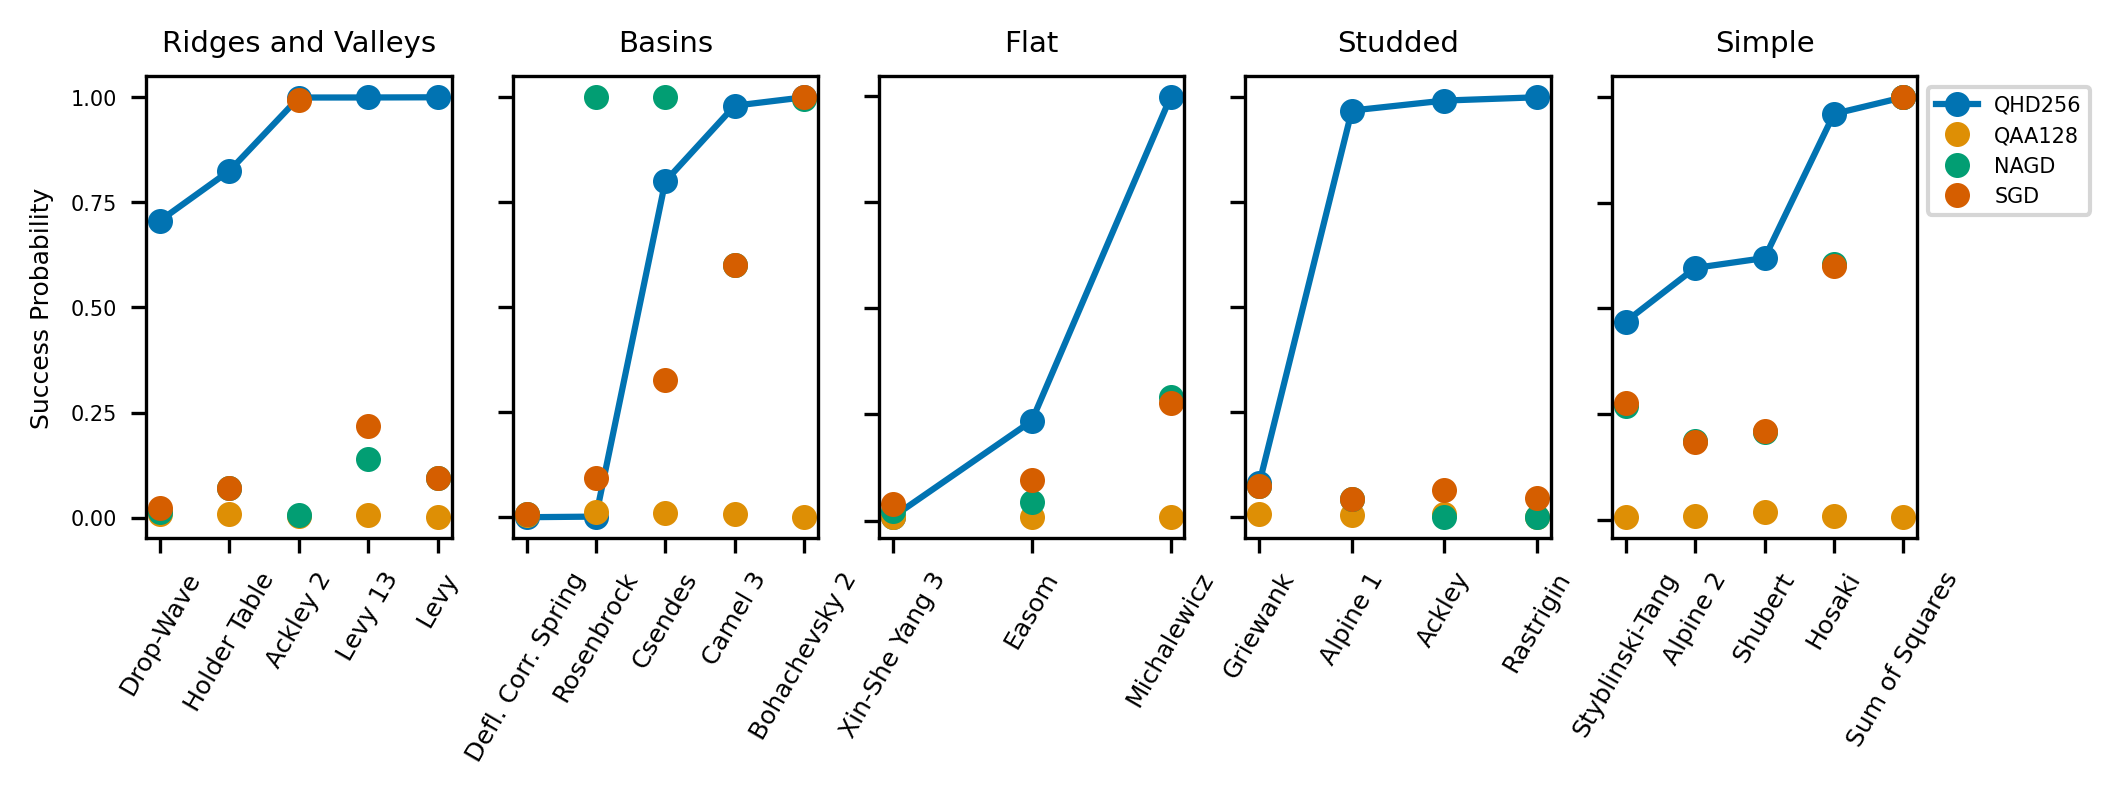 Ridges and Valleys
Basins
Flat
Studded
Simple
Success Probability
1.00
0.75
0.50
0.25
0.00
QHD256
QAA128
NAGD
SGD
Drop-Wave
Holder Table
Ackley 2
Levy 13
Levy
Defl. Corr. Spring
Rosenbrock
Csendes
Camel 3
Bohachevsky 2
Xin-She Yang 3
Easom
Michalewicz
Griewank
Alpine 1
Ackley
Rastrigin
Styblinski-Tang
Alpine 2
Shubert
Hosaki
Sum of Squares